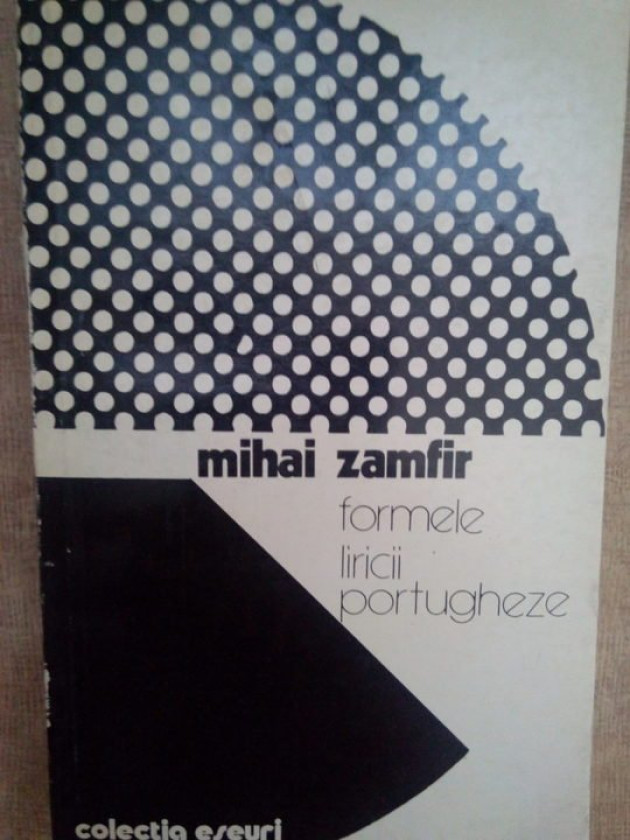 mihai zamfir
formele
liricii
portugheze
colecția eseuri